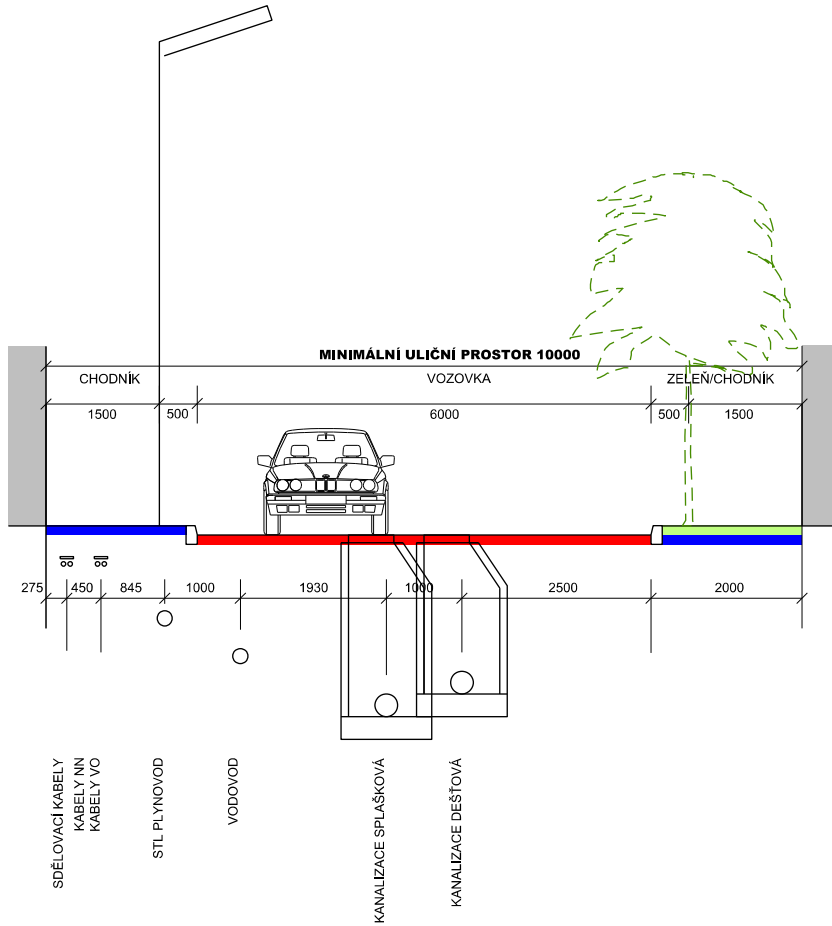 MINIMÁLNÍ ULIČNÍ PROSTOR 10000
CHODNÍK
VOZOVKA
ZELEŇ/CHODNÍK
1500
500
6000
500
1500
275
450
845
1000
1930
1000
2500
2000
SDĚLOVACÍ KABELY
KABELY NN
KABELY VO
STL PLYNOVOD
VODOVOD
KANALIZACE SPLAŠKOVÁ
KANALIZACE DEŠŤOVÁ